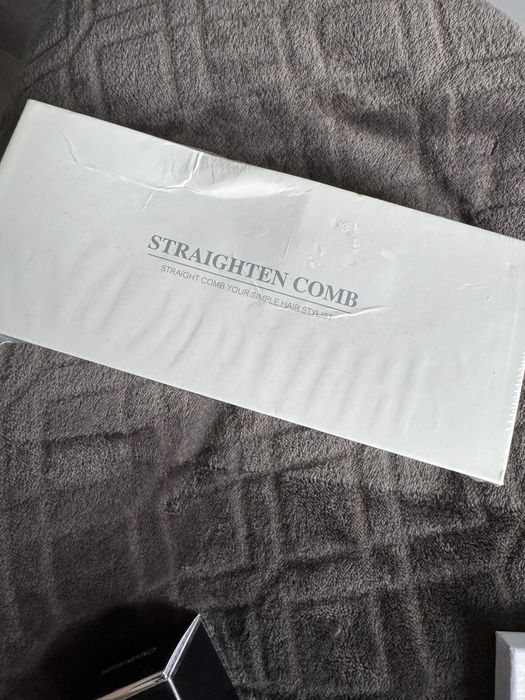 STRAIGHTEN COMB
STRAIGHT COMB YOUR SIMPLE HAIR STYLIST